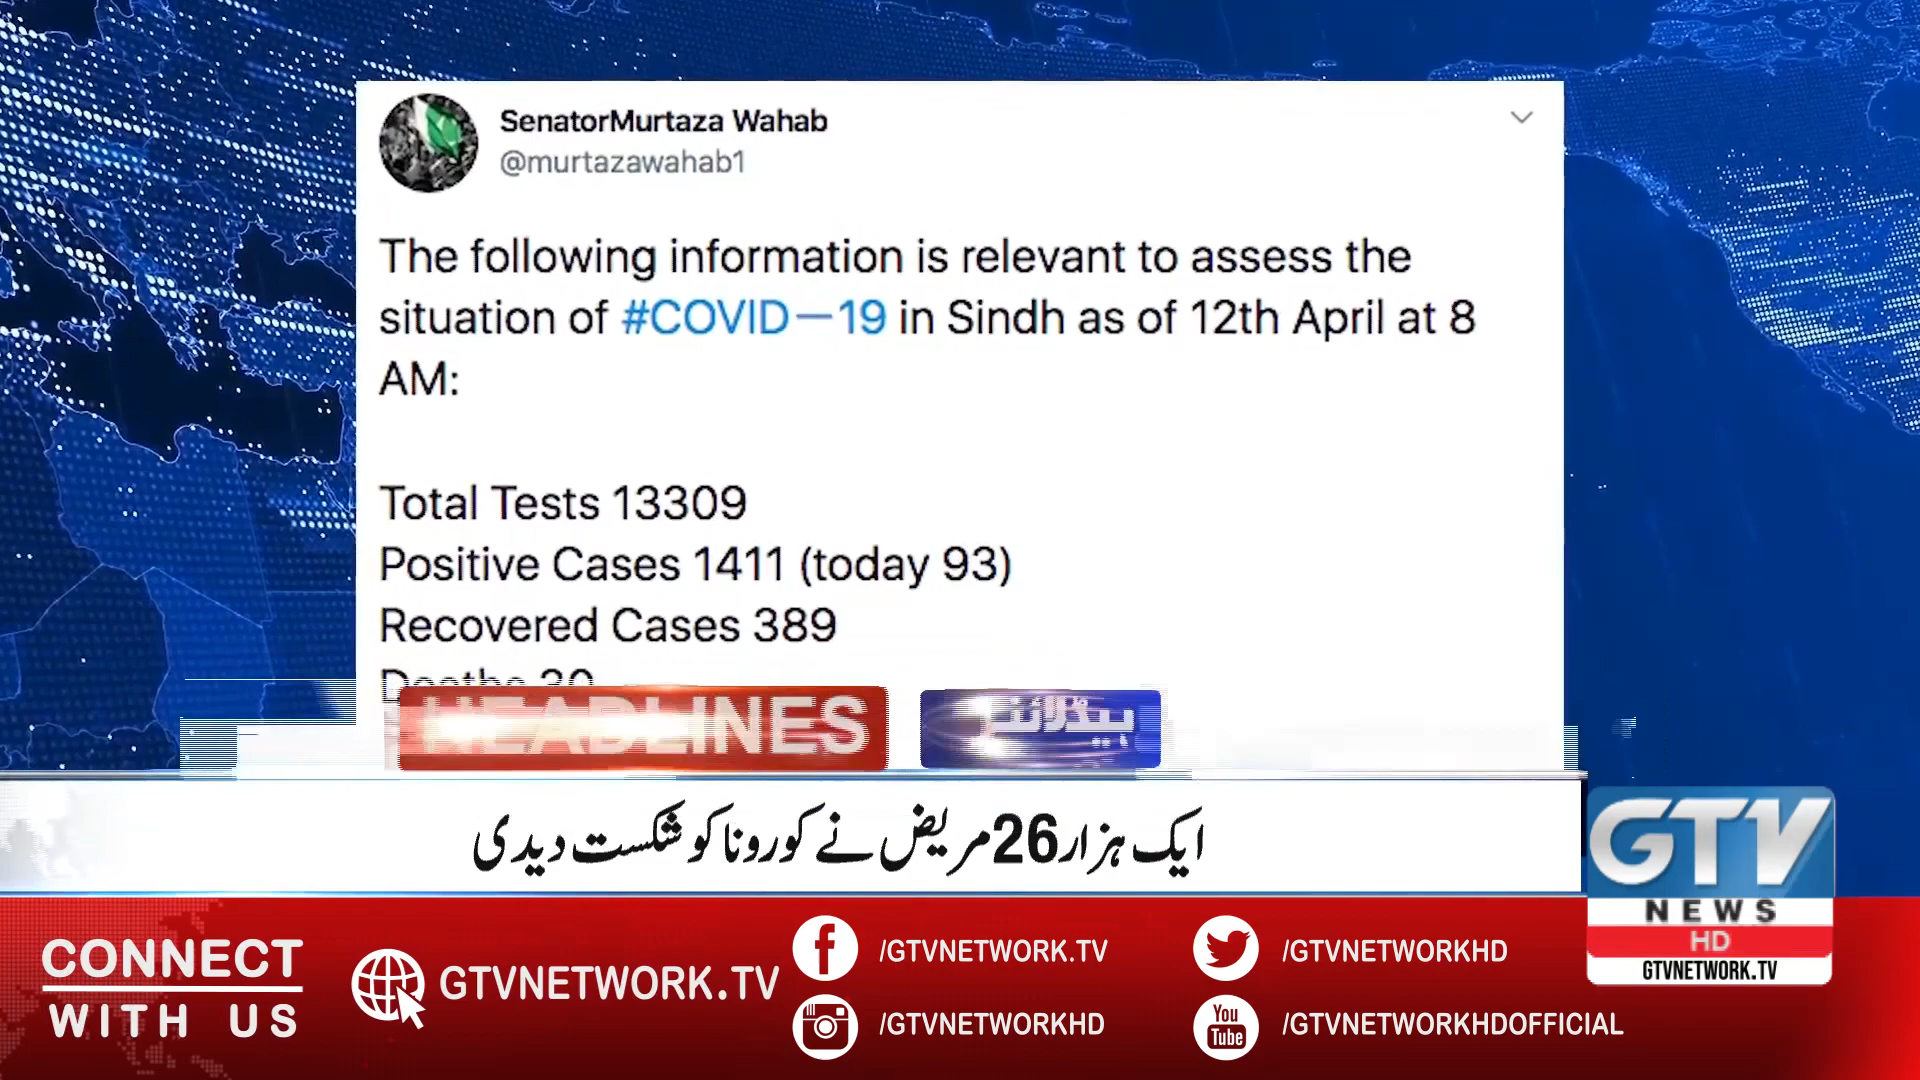 SenatorMurtaza Wahab
@murtazawahab1
The following information is relevant to assess the
situation of #COVID—19 in Sindh as of 12th April at 8
AM:
Total Tests 13309
Positive Cases 1411 (today 93)
Recovered Cases 389
Deaths 30
HEADLINES
ہیڈلائنز
ایک ہزار 26 مریض نے کورونا کو شکست دیدی
GTV
NEWS
HD
GTVNETWORK.TV
CONNECT
WITH US
GTVNETWORK.TV
/GTVNETWORK.TV
/GTVNETWORKHD
/GTVNETWORKHD
You
Tube
/GTVNETWORKHDOFFICIAL